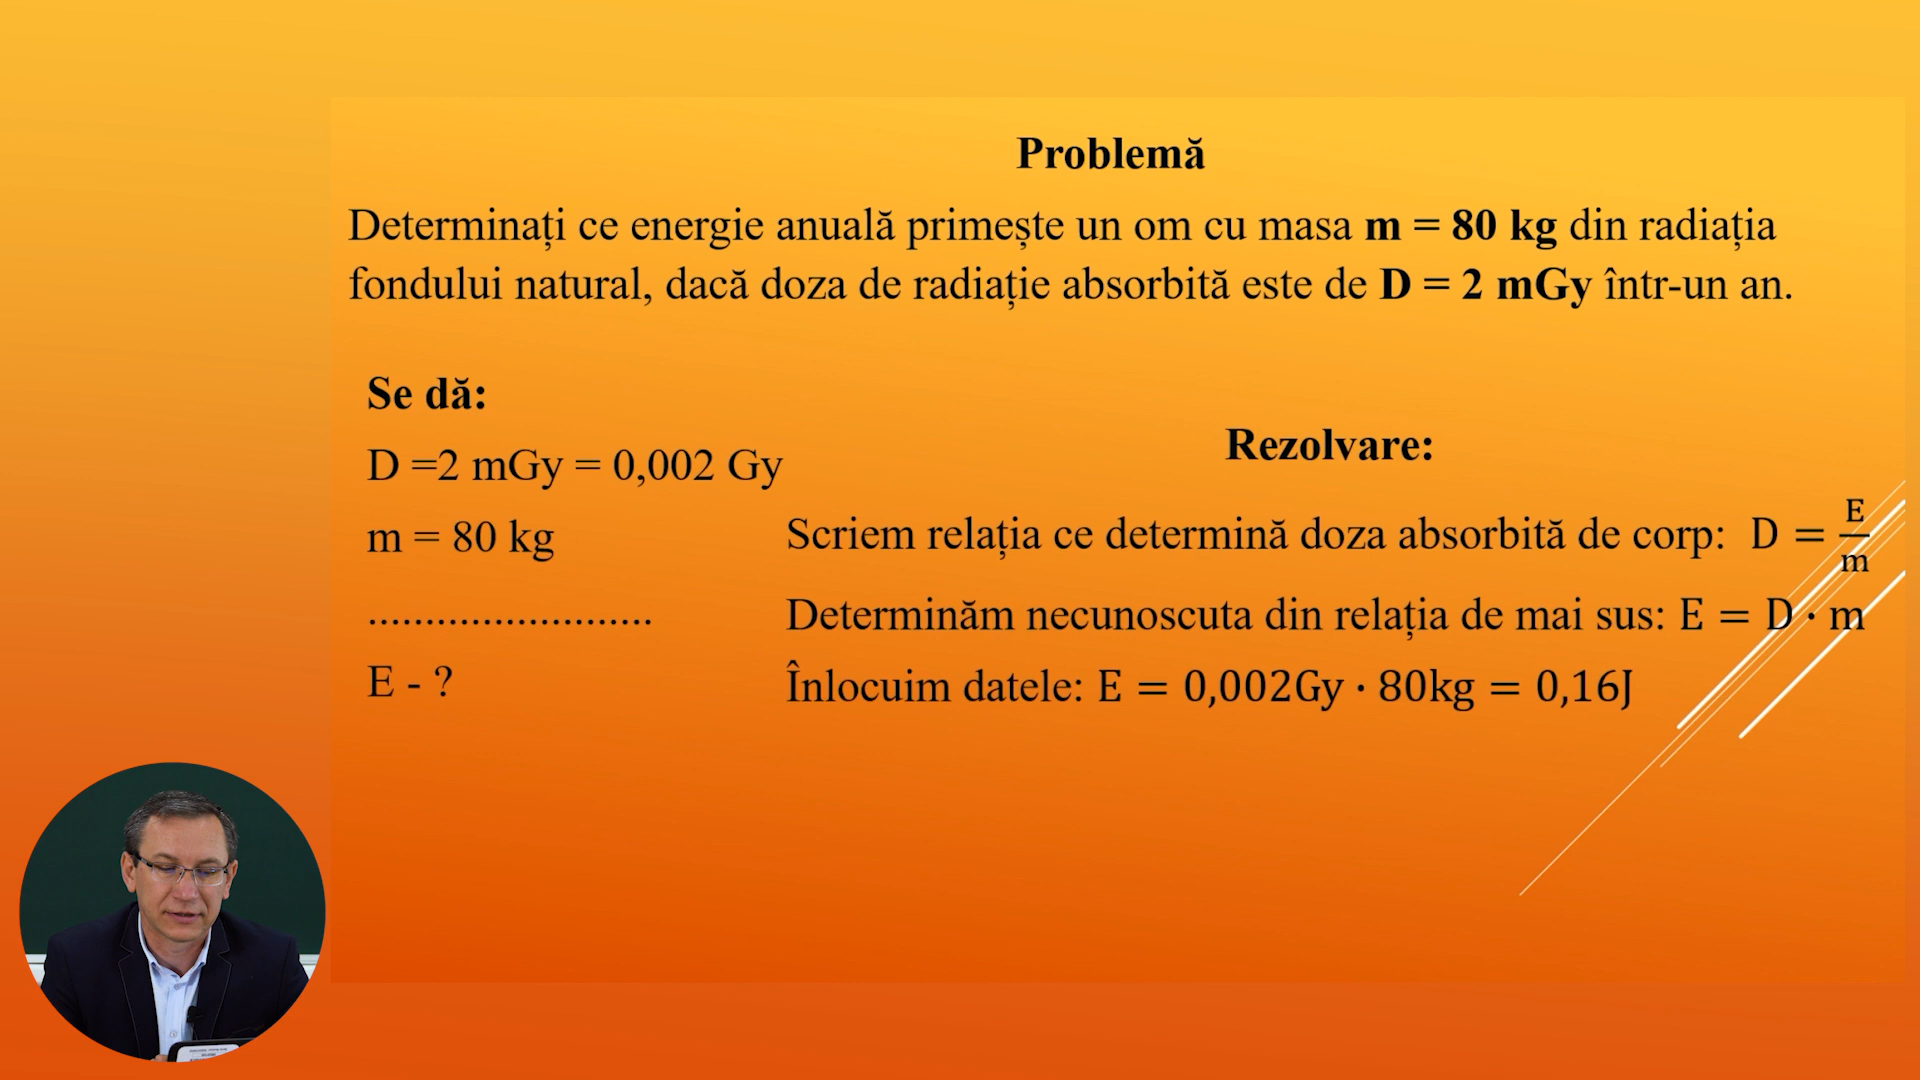 Problemă
Determinați ce energie anuală primește un om cu masa m = 80 kg din radiația
fondului natural, dacă doza de radiație absorbită este de D = 2 mGy într-un an.
Se dă:
D =2 mGy = 0,002 Gy
m = 80 kg
.........................
E - ?
Rezolvare:
Scriem relația ce determină doza absorbită de corp: D = E/m
Determinăm necunoscuta din relația de mai sus: E = D · m
Înlocuim datele: E = 0,002Gy · 80kg = 0,16J